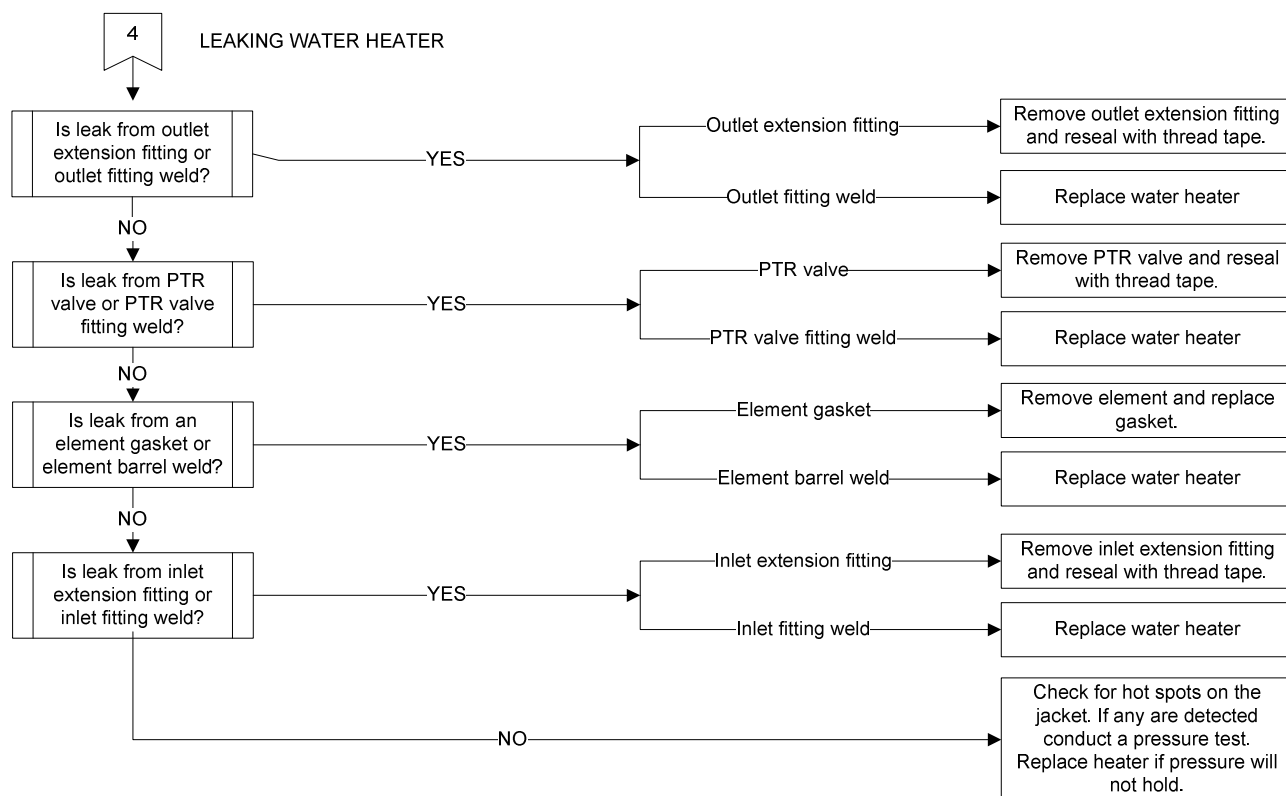 4
LEAKING WATER HEATER
Is leak from outlet
extension fitting or
outlet fitting weld?
YES
Outlet extension fitting
Remove outlet extension fitting
and reseal with thread tape.
Outlet fitting weld
Replace water heater
NO
Is leak from PTR
valve or PTR valve
fitting weld?
YES
PTR valve
Remove PTR valve and reseal
with thread tape.
PTR valve fitting weld
Replace water heater
NO
Is leak from an
element gasket or
element barrel weld?
YES
Element gasket
Remove element and replace
gasket.
Element barrel weld
Replace water heater
NO
Is leak from inlet
extension fitting or
inlet fitting weld?
YES
Inlet extension fitting
Remove inlet extension fitting
and reseal with thread tape.
Inlet fitting weld
Replace water heater
NO
Check for hot spots on the
jacket. If any are detected
conduct a pressure test.
Replace heater if pressure will
not hold.